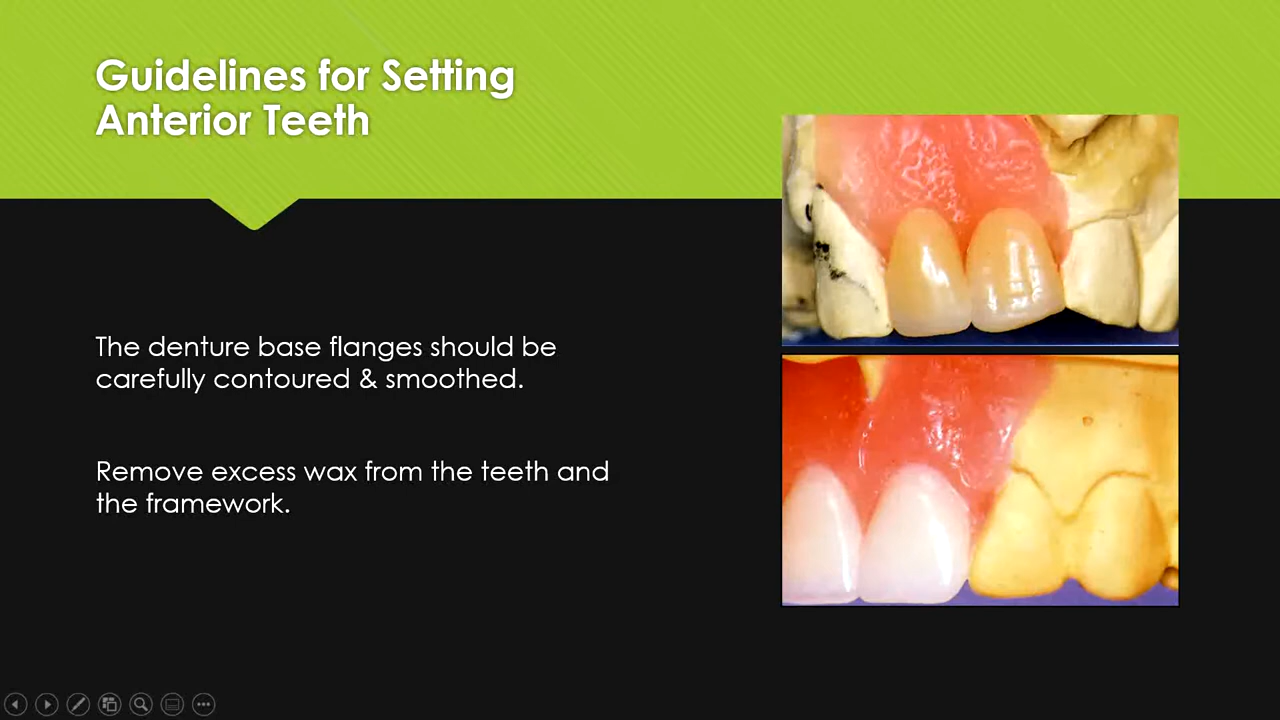 Guidelines for Setting
Anterior Teeth
The denture base flanges should be
carefully contoured & smoothed.
Remove excess wax from the teeth and
the framework.